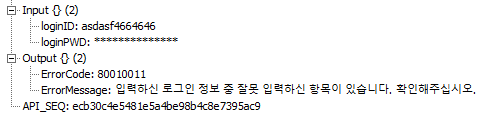 Input {} (2)
loginID: asdasf4664646
loginPWD: **************
Output {} (2)
ErrorCode: 80010011
ErrorMessage: 입력하신 로그인 정보 중 잘못 입력하신 항목이 있습니다. 확인해주십시오.
API_SEQ: ecb30c4e5481e5a4be98b4c8e7395ac9